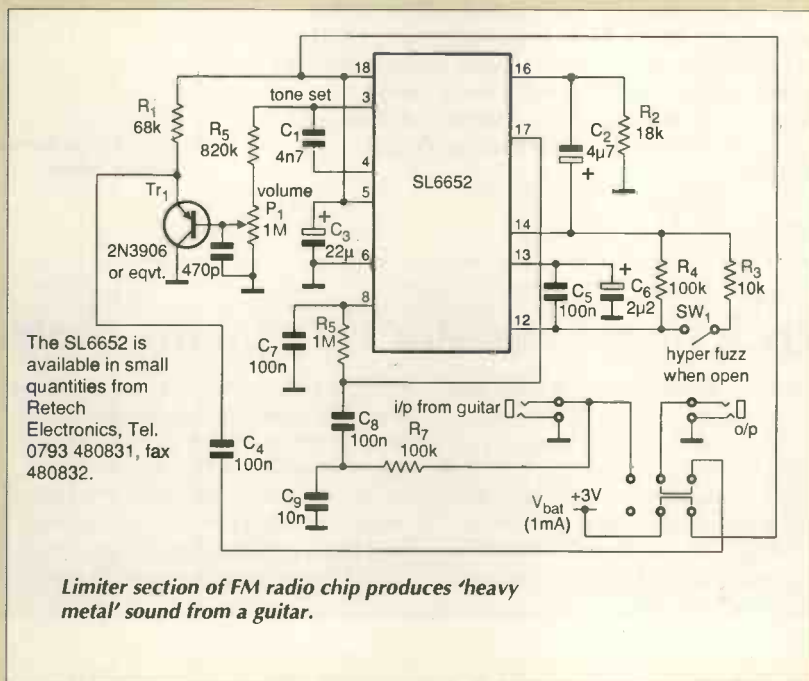 R1
68k
tone set
R5
820k
C1
4n7
volume
P1
1M
Tr1
2N3906
or eqvt.
470p
+
C3
22µ
18
3
4
5
6
8
SL6652
16
17
14
13
12
C2
4µ7
+
R2
18k
C5
100n
+
C6
2µ2
R4
100k
R3
10k
SW1
hyper fuzz
when open
C7
100n
R5
1M
C8
100n
R7
100k
C9
10n
C4
100n
i/p from guitar
o/p
Vbat
(1mA)
+3V
The SL6652 is
available in small
quantities from
Retech
Electronics, Tel.
0793 480831, fax
480832.
Limiter section of FM radio chip produces ‘heavy
metal’ sound from a guitar.